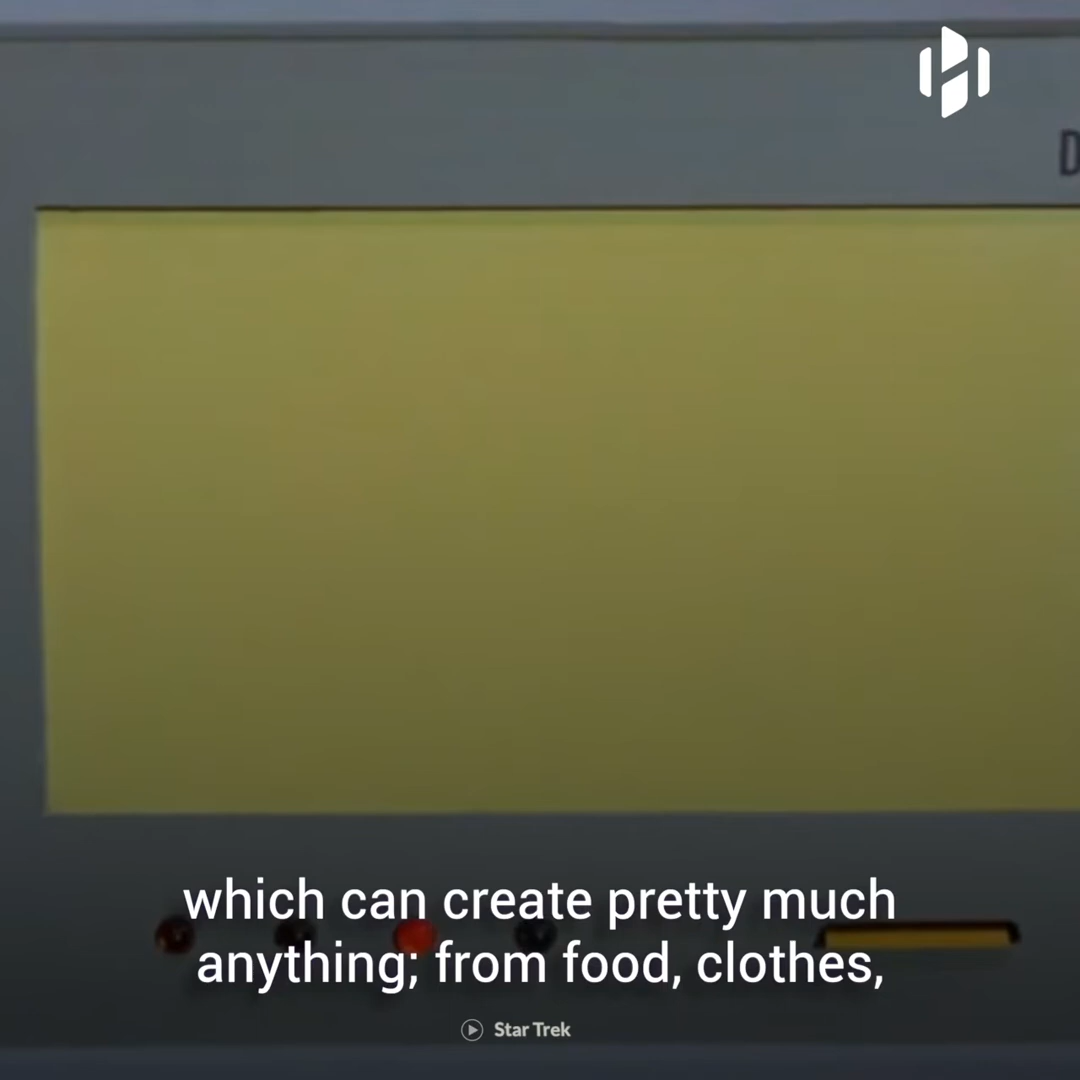 D
which can create pretty much
anything; from food, clothes,
Star Trek